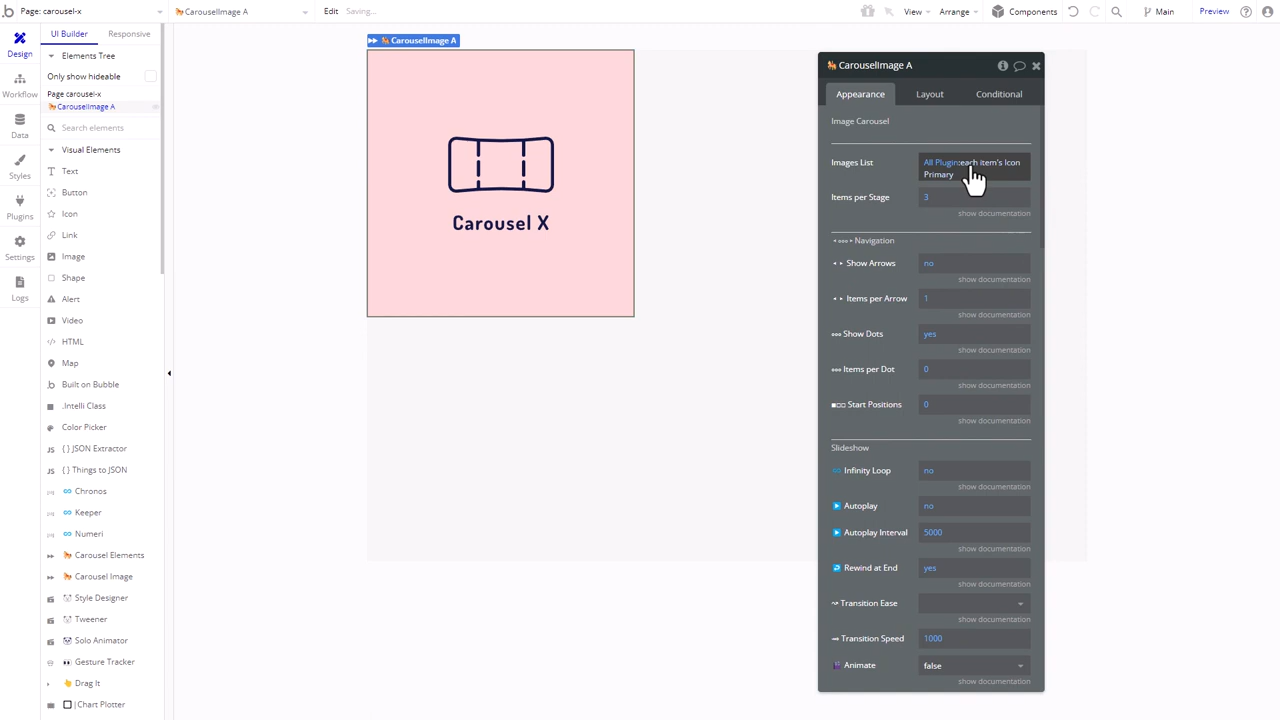 Page: carousel-x
CarouselImage A
Edit
Saving...
View
Arrange
Components
Main
Preview
Design
Workflow
Data
Styles
Plugins
Settings
Logs
UI Builder
Responsive
Elements Tree
Only show hideable
Page carousel-x
CarouselImage A
Search elements
Visual Elements
Text
Button
Icon
Link
Image
Shape
Alert
Video
</> HTML
Map
Built on Bubble
.Intelli Class
Color Picker
JS { } JSON Extractor
JS { } Things to JSON
Chronos
Keeper
Numeri
Carousel Elements
Carousel Image
Style Designer
Tweener
Solo Animator
Gesture Tracker
Drag It
|Chart Plotter
CarouselImage A
Carousel X
CarouselImage A
Appearance
Layout
Conditional
Image Carousel
Images List
All Plugin:each item's Icon
Primary
Items per Stage
3
show documentation
Navigation
Show Arrows
no
show documentation
Items per Arrow
1
show documentation
Show Dots
yes
show documentation
Items per Dot
0
show documentation
Start Positions
0
show documentation
Slideshow
Infinity Loop
no
show documentation
Autoplay
no
Autoplay Interval
5000
show documentation
Rewind at End
yes
show documentation
Transition Ease
show documentation
Transition Speed
1000
Animate
false
show documentation